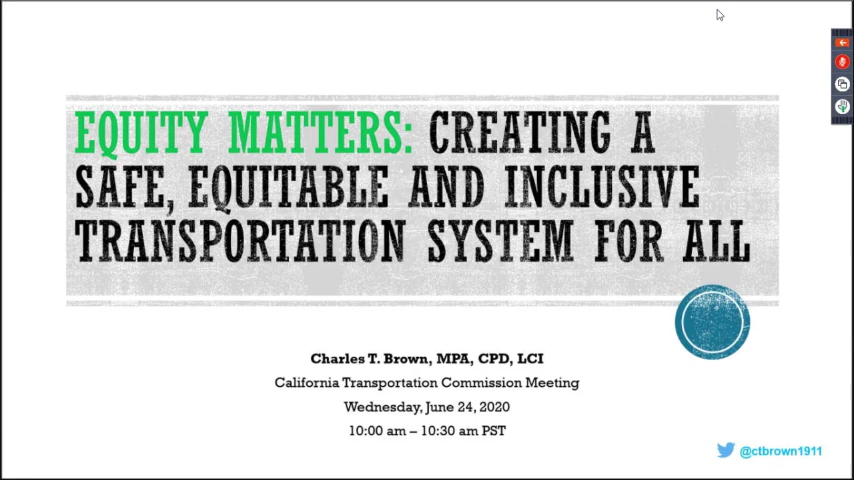 EQUITY MATTERS: CREATING A
SAFE, EQUITABLE AND INCLUSIVE
TRANSPORTATION SYSTEM FOR ALL
Charles T. Brown, MPA, CPD, LCI
California Transportation Commission Meeting
Wednesday, June 24, 2020
10:00 am – 10:30 am PST
@ctbrown1911